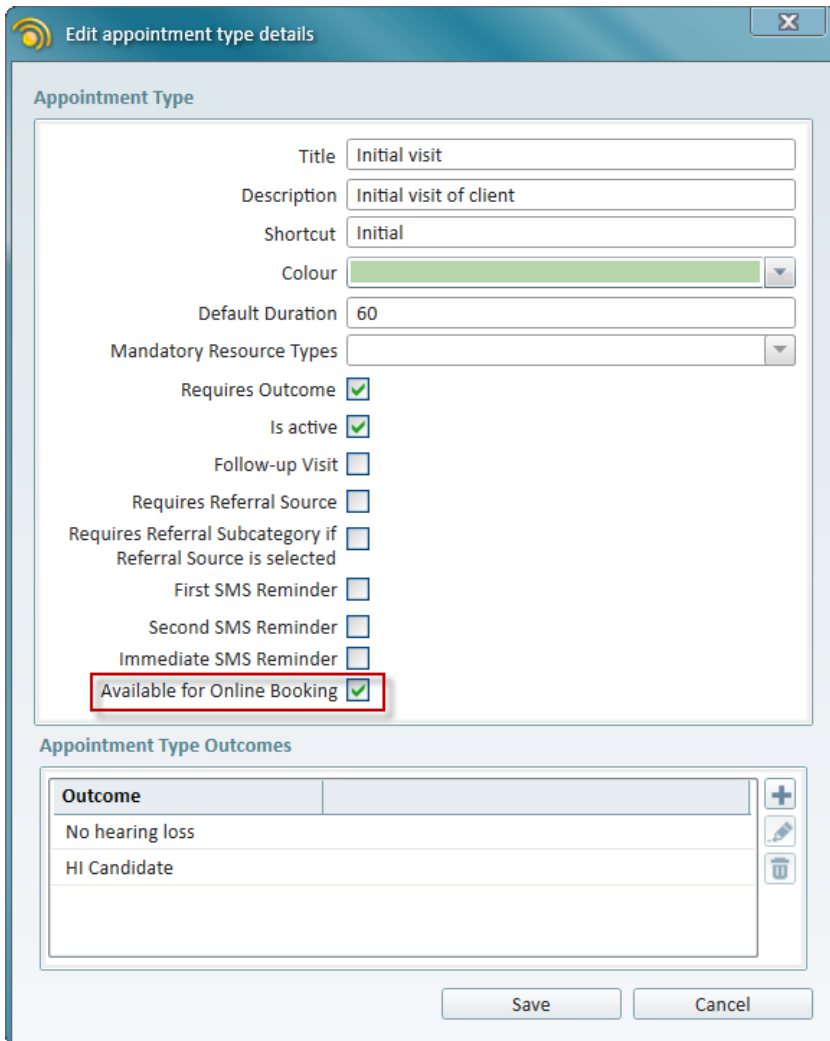 Edit appointment type details
Appointment Type
Title Initial visit
Description Initial visit of client
Shortcut Initial
Colour
Default Duration 60
Mandatory Resource Types
Requires Outcome
Is active
Follow-up Visit
Requires Referral Source
Requires Referral Subcategory if
Referral Source is selected
First SMS Reminder
Second SMS Reminder
Immediate SMS Reminder
Available for Online Booking
Appointment Type Outcomes
Outcome
No hearing loss
HI Candidate
Save Cancel